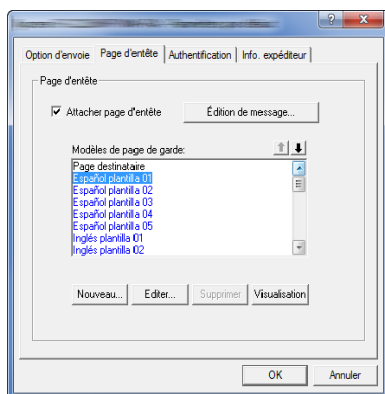 Option d'envoie Page d'entête Authentification Info. expéditeur
Page d'entête
Attacher page d"entête Édition de message...
Modèles de page de garde:
Page destinataire
Español plantilla 01
Español plantilla 02
Español plantilla 03
Español plantilla 04
Español plantilla 05
Inglés plantilla 01
Inglés plantilla 02
Nouveau... Editer... Supprimer Visualisation
OK Annuler